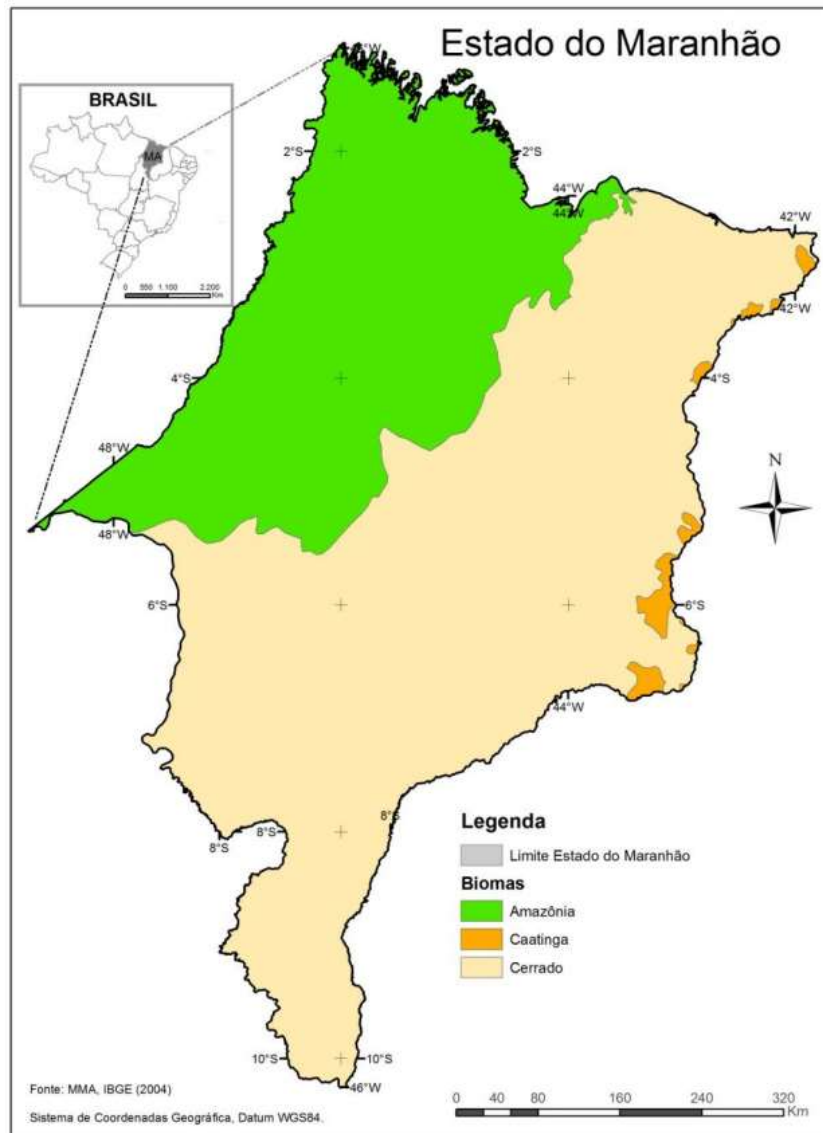 Estado do Maranhão
BRASIL
MA
0 550 1.100 2.200
Km
2°S
2°S
44°W
44°W
42°W
42°W
4°S
4°S
48°W
48°W
6°S
6°S
44°W
8°S
8°S
8°S
10°S
10°S
46°W
N
Legenda
Limite Estado do Maranhão
Biomas
Amazônia
Caatinga
Cerrado
Fonte: MMA, IBGE (2004)
Sistema de Coordenadas Geográfica, Datum WGS84.
0 40 80 160 240 320
Km